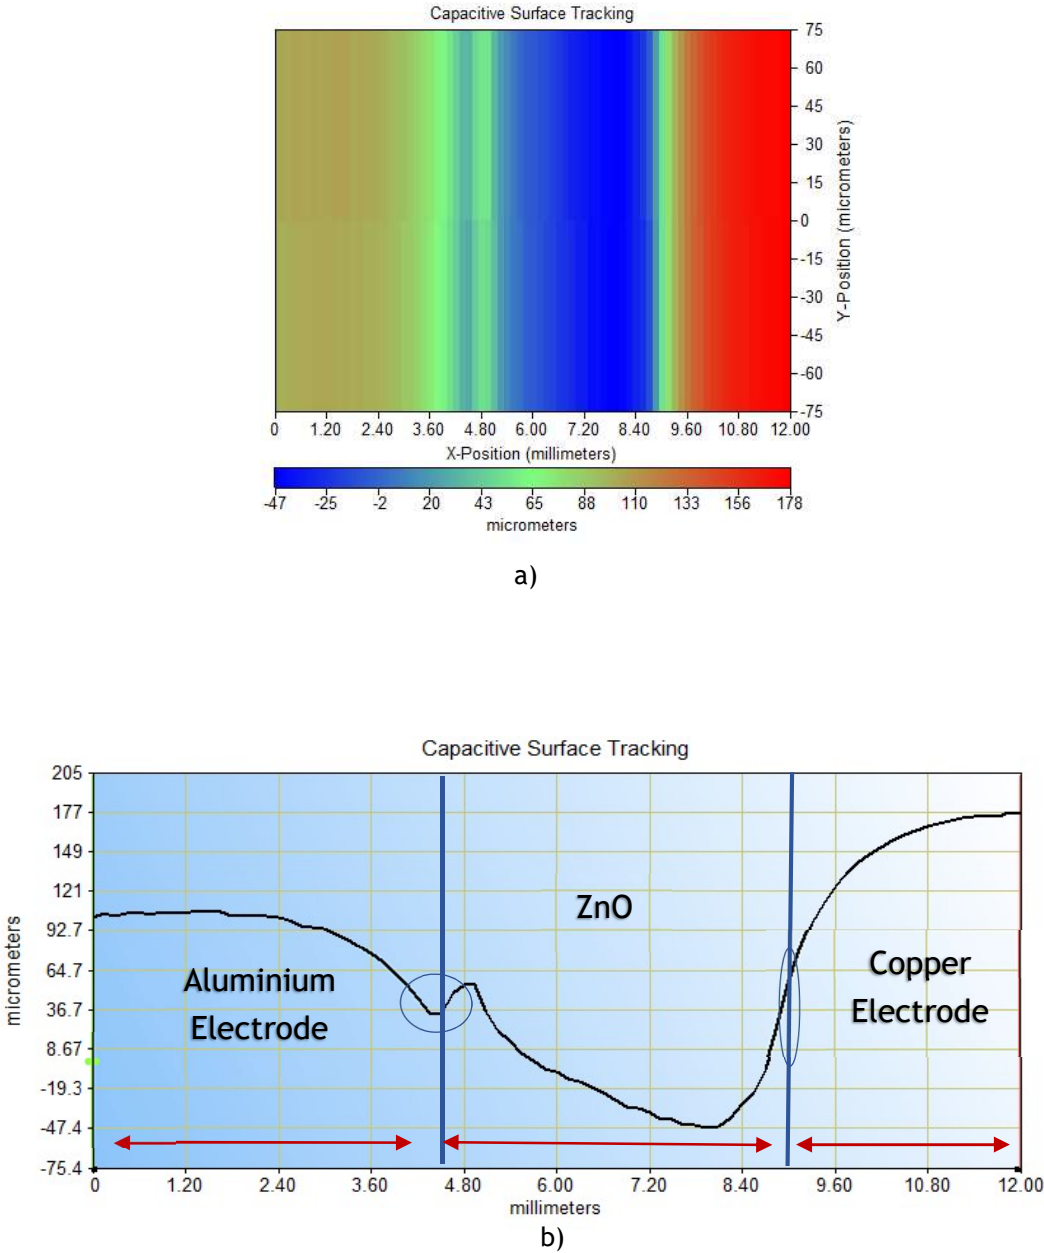 Capacitive Surface Tracking
75
60
45
30
15
0
-15
-30
-45
-60
-75
Y-Position (micrometers)
0 1.20 2.40 3.60 4.80 6.00 7.20 8.40 9.60 10.80 12.00
X-Position (millimeters)
-47 -25 -2 20 43 65 88 110 133 156 178
micrometers
a)
Capacitive Surface Tracking
205
177
149
121
92.7
64.7
36.7
8.67
-19.3
-47.4
-75.4
micrometers
ZnO
Aluminium
Electrode
Copper
Electrode
0 1.20 2.40 3.60 4.80 6.00 7.20 8.40 9.60 10.80 12.00
millimeters
b)